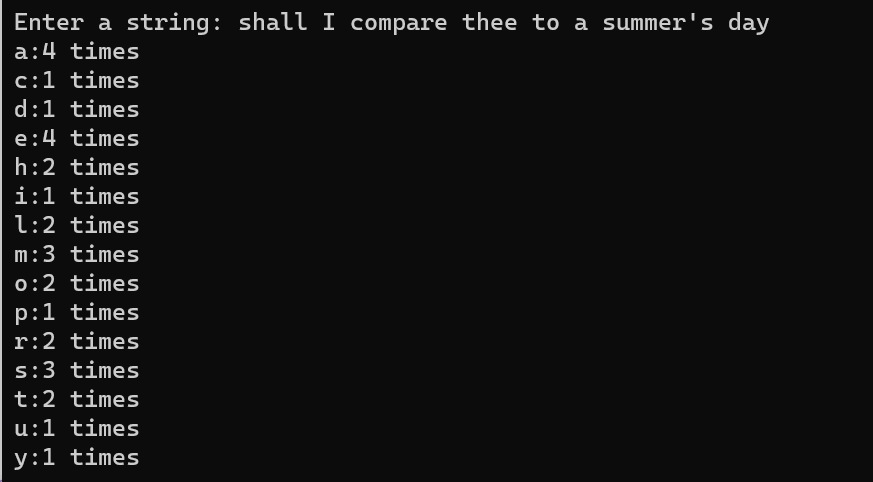 Enter a string: shall I compare thee to a summer's day
a:4 times
c:1 times
d:1 times
e:4 times
h:2 times
i:1 times
l:2 times
m:3 times
o:2 times
p:1 times
r:2 times
s:3 times
t:2 times
u:1 times
y:1 times